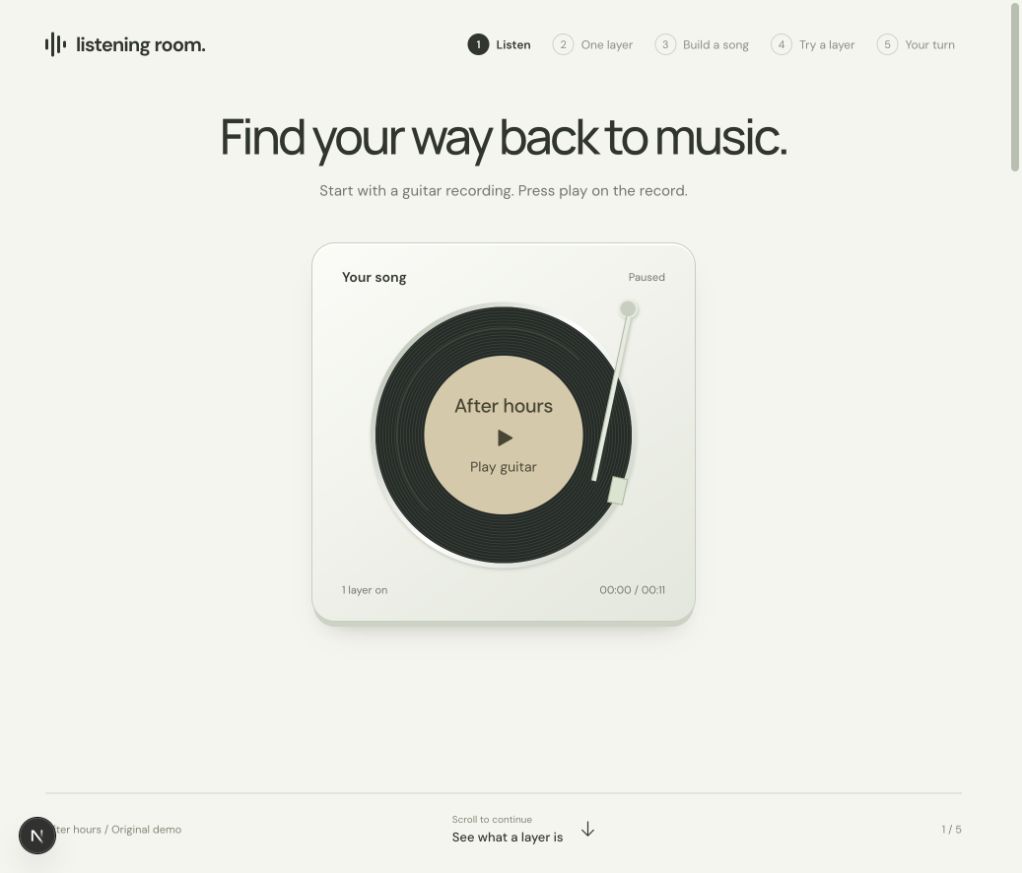 listening room.
1 Listen
2 One layer
3 Build a song
4 Try a layer
5 Your turn
Find your way back to music.
Start with a guitar recording. Press play on the record.
Your song
Paused
After hours
Play guitar
1 layer on
00:00 / 00:11
Scroll to continue
See what a layer is
N
hours / Original demo
1 / 5